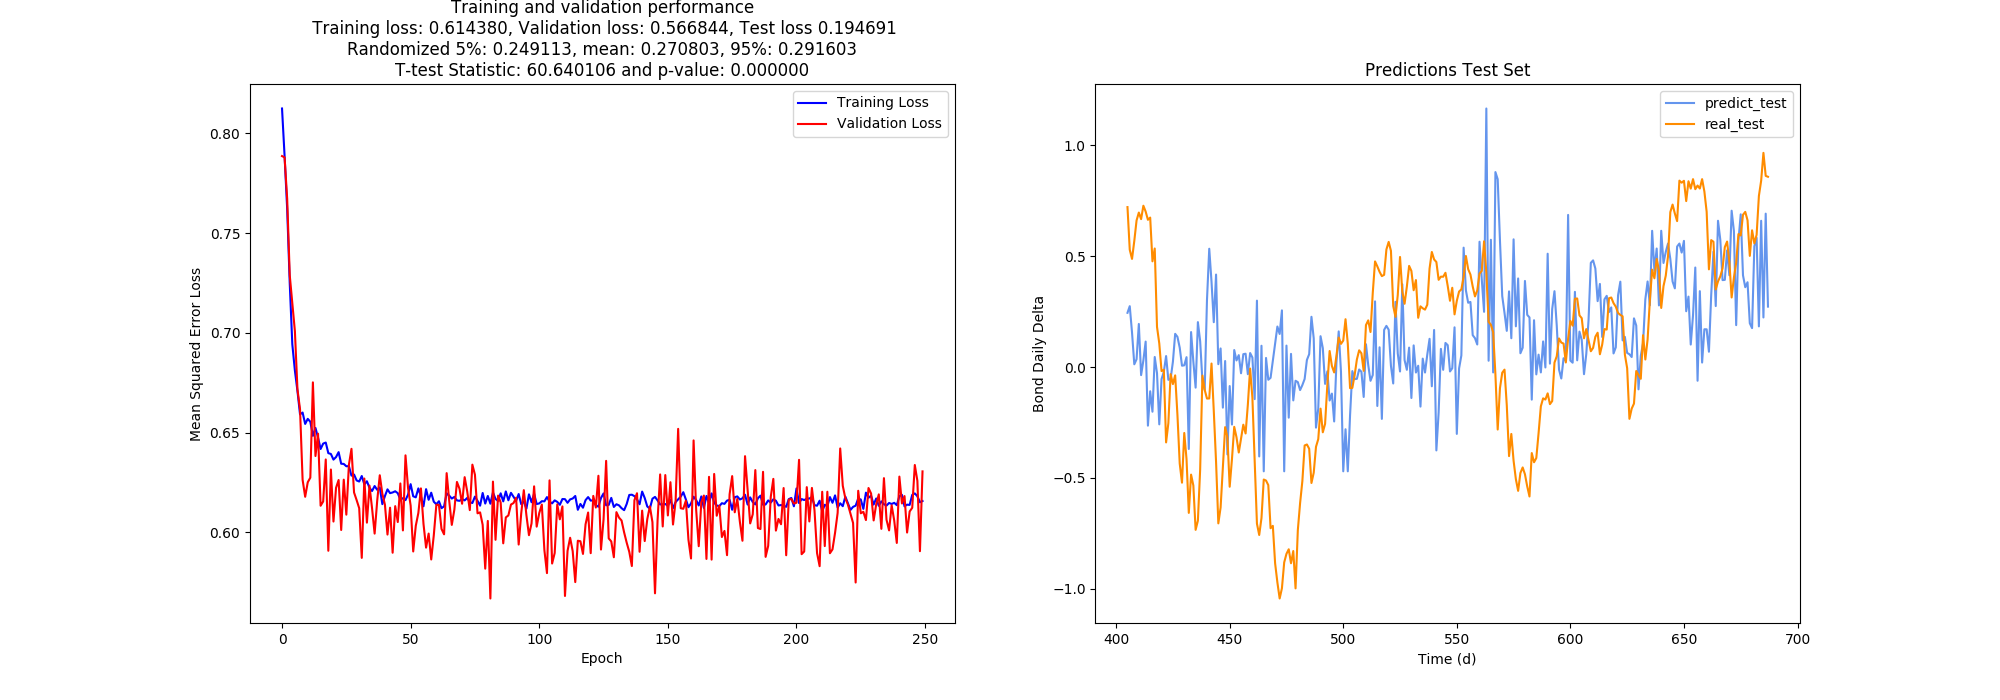 Training and validation performance
Training loss: 0.614380, Validation loss: 0.566844, Test loss 0.194691
Randomized 5%: 0.249113, mean: 0.270803, 95%: 0.291603
T-test Statistic: 60.640106 and p-value: 0.000000
Training Loss
Validation Loss
0.80
0.75
0.70
0.65
0.60
Mean Squared Error Loss
0 50 100 150 200 250
Epoch
Predictions Test Set
predict_test
real_test
1.0
0.5
0.0
−0.5
−1.0
Bond Daily Delta
400 450 500 550 600 650 700
Time (d)